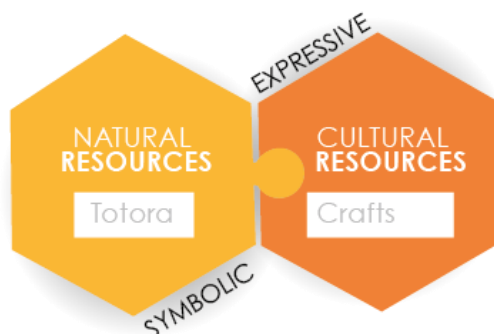 EXPRESSIVE
NATURAL
RESOURCES
Totora
CULTURAL
RESOURCES
Crafts
SYMBOLIC